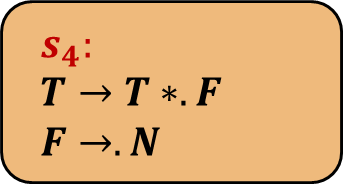 s₄:
T → T *. F
F →. N